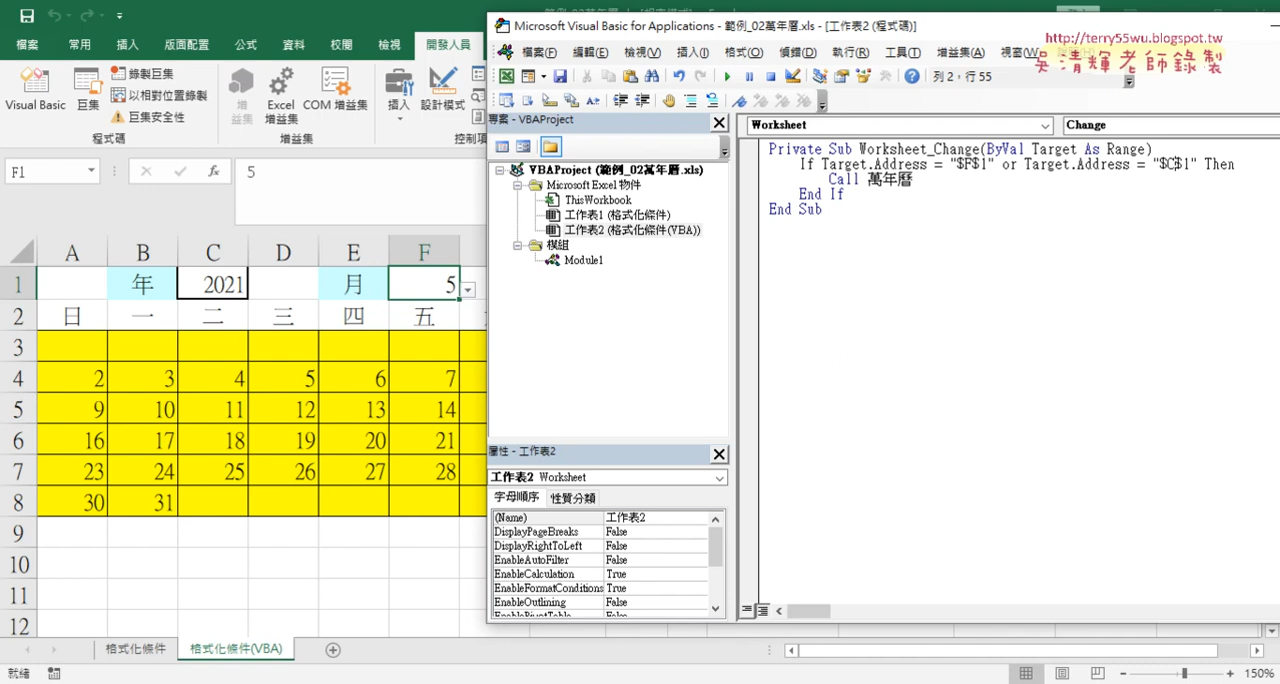 Microsoft Visual Basic for Applications - 範例_02萬年曆.xls - [工作表2 (程式碼)]
http://terry55wu.blogspot.tw
吳清輝老師錄製
檔案 常用 插入 版面配置 公式 資料 校閱 檢視 開發人員
檔案(F) 編輯(E) 檢視(V) 插入(I) 格式(O) 偵錯(D) 執行(R) 工具(T) 增益集(A) 視窗(W)
列 2，行 55
Visual Basic 巨集 錄製巨集 以相對位置錄製 巨集安全性
增益集 Excel 增益集 COM 增益集 插入 設計模式
程式碼 增益集 控制項
專案 - VBAProject
VBAProject (範例_02萬年曆.xls)
Microsoft Excel 物件
ThisWorkbook
工作表1 (格式化條件)
工作表2 (格式化條件(VBA))
模組
Module1
Worksheet Change
Private Sub Worksheet_Change(ByVal Target As Range)
If Target.Address = "$F$1" or Target.Address = "$C$1" Then
Call 萬年曆
End If
End Sub
F1 fx 5
A B C D E F
1 年 2021 月 5
2 日 一 二 三 四 五
3
4 2 3 4 5 6 7
5 9 10 11 12 13 14
6 16 17 18 19 20 21
7 23 24 25 26 27 28
8 30 31
9
10
11
12
屬性 - 工作表2
工作表2 Worksheet
字母順序 性質分類
(Name) 工作表2
DisplayPageBreaks False
DisplayRightToLeft False
EnableAutoFilter False
EnableCalculation True
EnableFormatConditions True
EnableOutlining False
EnablePivotTable False
格式化條件 格式化條件(VBA)
就緒
150%